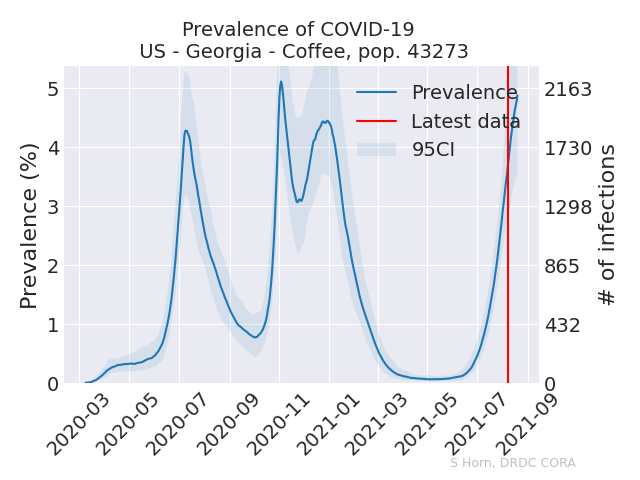 Prevalence of COVID-19
US - Georgia - Coffee, pop. 43273
Prevalence (%)
5
4
3
2
1
0
Prevalence
Latest data
95CI
2163
1730
1298
865
432
0
# of infections
2020-03
2020-05
2020-07
2020-09
2020-11
2021-01
2021-03
2021-05
2021-07
2021-09
S Horn, DRDC CORA